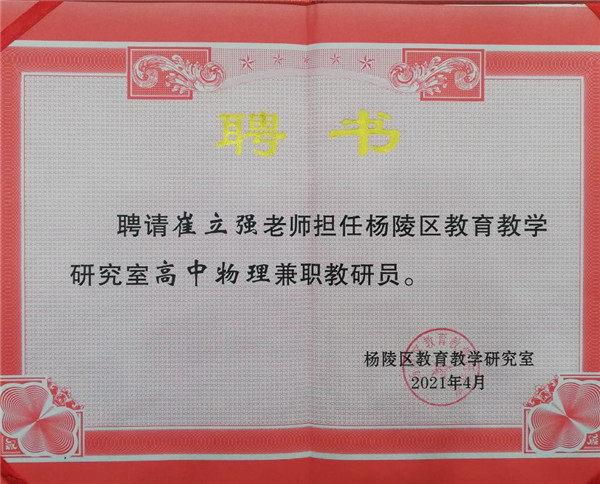 聘书
聘请崔立强老师担任杨陵区教育教学
研究室高中物理兼职教研员。
杨陵区教育教学研究室
2021年4月